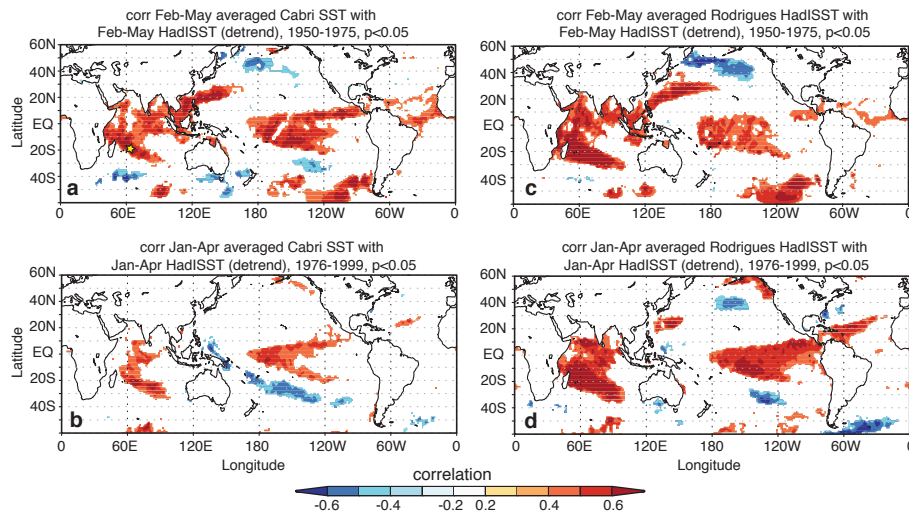 corr Feb-May averaged Cabri SST with
Feb-May HadISST (detrend), 1950-1975, p<0.05
60N
40N
20N
EQ
20S
40S
Latitude
a
0 60E 120E 180 120W 60W 0
corr Feb-May averaged Rodrigues HadISST with
Feb-May HadISST (detrend), 1950-1975, p<0.05
60N
40N
20N
EQ
20S
40S
c
0 60E 120E 180 120W 60W 0
corr Jan-Apr averaged Cabri SST with
Jan-Apr HadISST (detrend), 1976-1999, p<0.05
60N
40N
20N
EQ
20S
40S
Latitude
b
0 60E 120E 180 120W 60W 0
Longitude
corr Jan-Apr averaged Rodrigues HadISST with
Jan-Apr HadISST (detrend), 1976-1999, p<0.05
60N
40N
20N
EQ
20S
40S
d
0 60E 120E 180 120W 60W 0
Longitude
correlation
-0.6 -0.4 -0.2 0.2 0.4 0.6